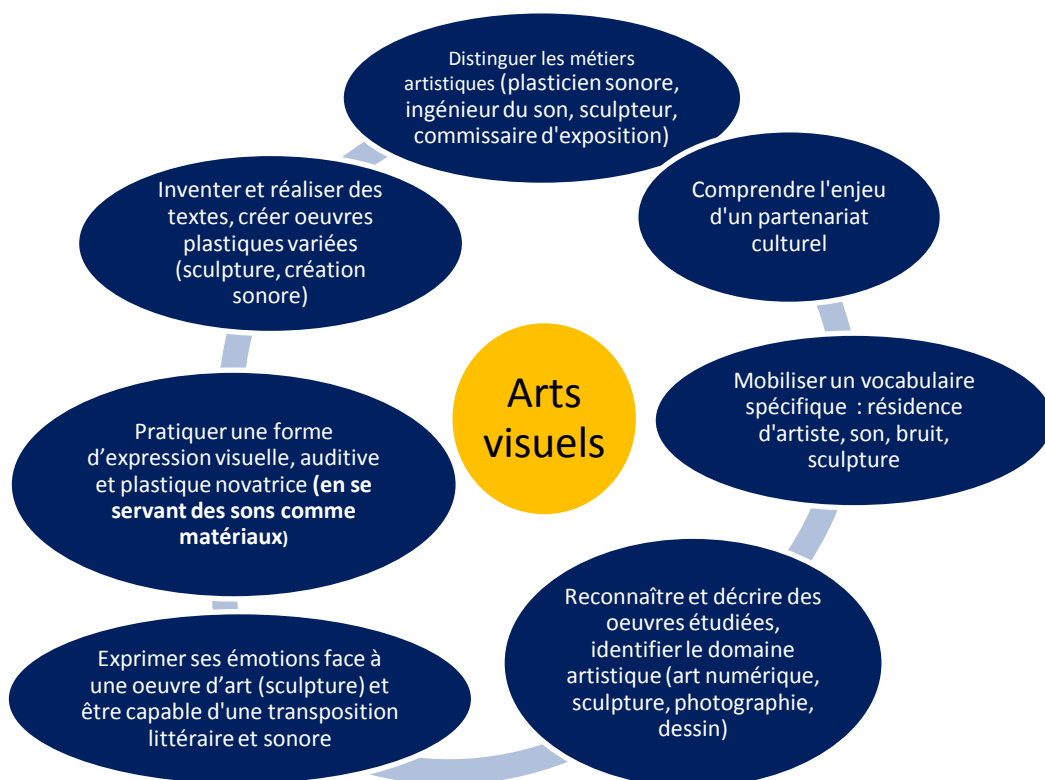 Distinguer les métiers
artistiques (plasticien sonore,
ingénieur du son, sculpteur,
commissaire d'exposition)
Comprendre l'enjeu
d'un partenariat
culturel
Mobiliser un vocabulaire
spécifique : résidence
d'artiste, son, bruit,
sculpture
Reconnaître et décrire des
oeuvres étudiées,
identifier le domaine
artistique (art numérique,
sculpture, photographie,
dessin)
Exprimer ses émotions face à
une oeuvre d’art (sculpture) et
être capable d'une transposition
littéraire et sonore
Pratiquer une forme
d’expression visuelle, auditive
et plastique novatrice (en se
servant des sons comme
matériaux)
Inventer et réaliser des
textes, créer oeuvres
plastiques variées
(sculpture, création
sonore)
Arts
visuels